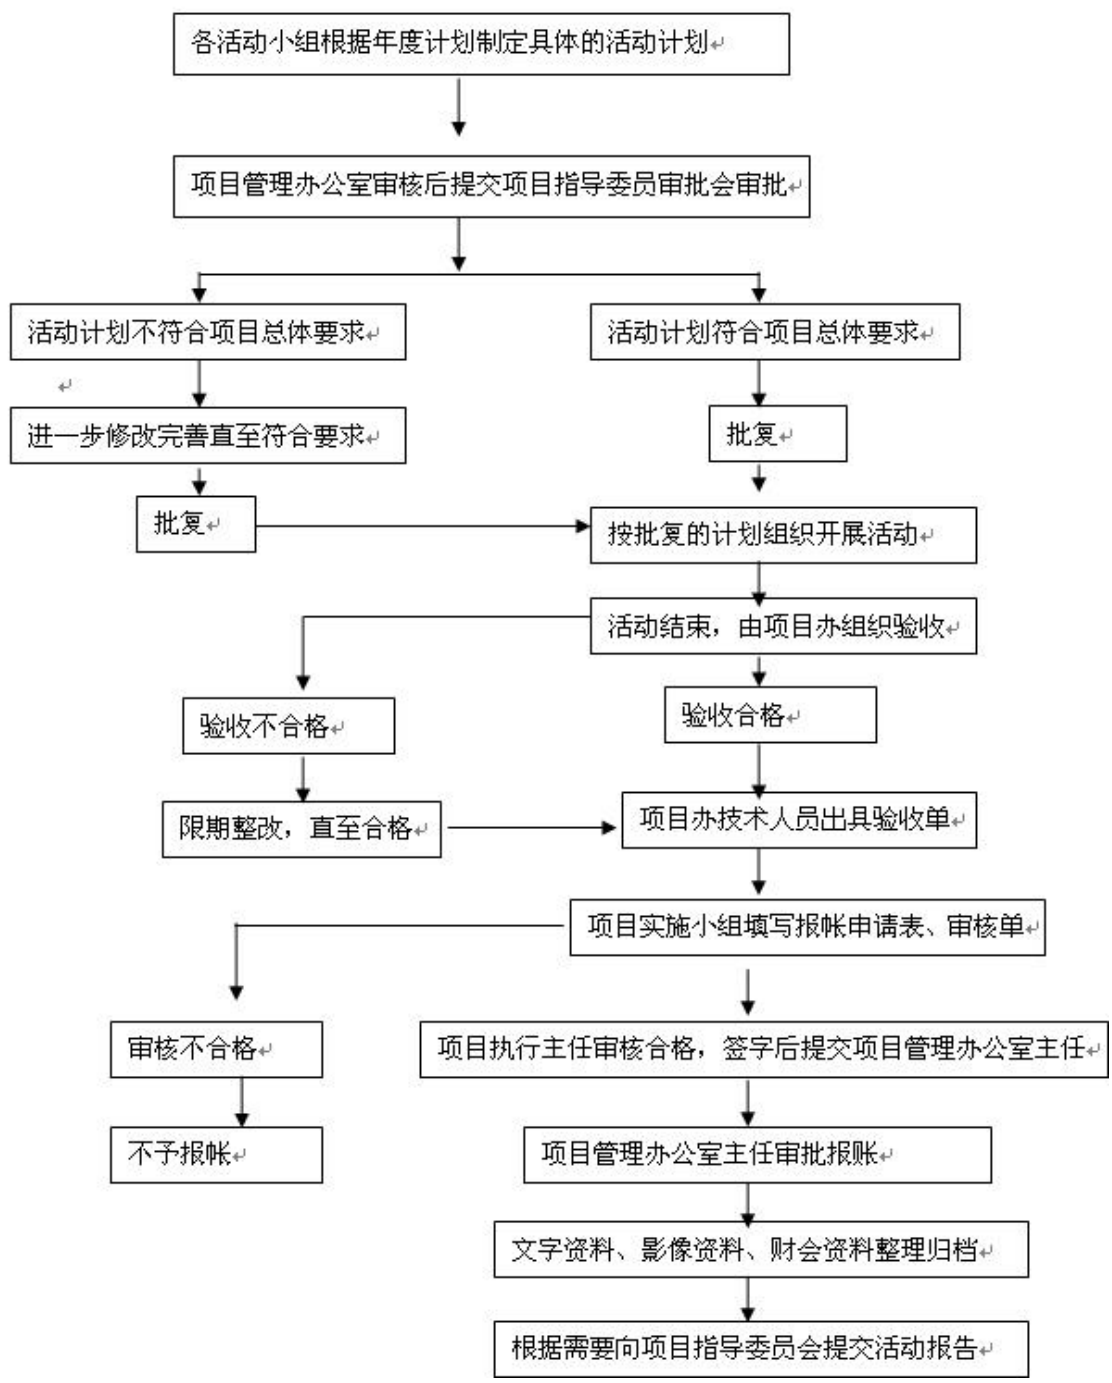 各活动小组根据年度计划制定具体的活动计划
项目管理办公室审核后提交项目指导委员审批会审批
活动计划不符合项目总体要求
活动计划符合项目总体要求
进一步修改完善直至符合要求
批复
批复
按批复的计划组织开展活动
活动结束，由项目办组织验收
验收不合格
验收合格
限期整改，直至合格
项目办技术人员出具验收单
项目实施小组填写报帐申请表、审核单
审核不合格
项目执行主任审核合格，签字后提交项目管理办公室主任
不予报帐
项目管理办公室主任审批报账
文字资料、影像资料、财会资料整理归档
根据需要向项目指导委员会提交活动报告